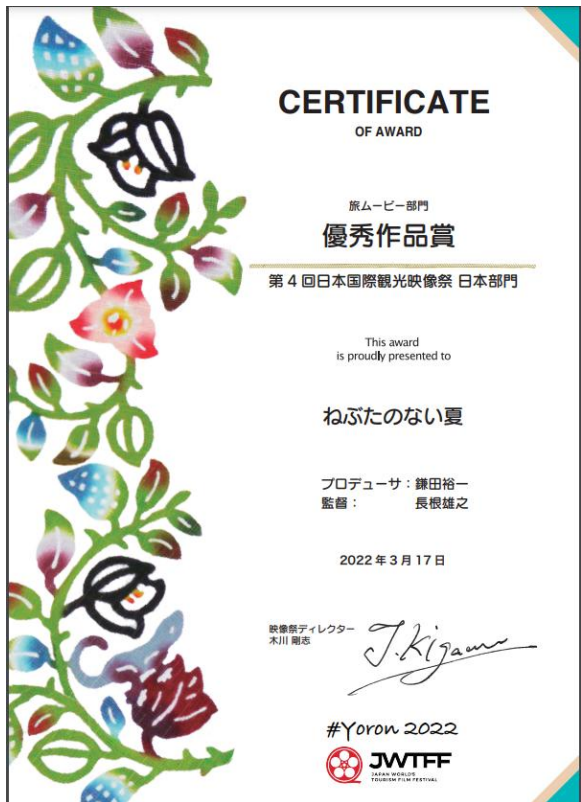 CERTIFICATE
OF AWARD
旅ムービー部門
優秀作品賞
第4回日本国際観光映像祭 日本部門
This award
is proudly presented to
ねぶたのない夏
プロデューサ：鎌田裕一
監督： 長根雄之
2022年3月17日
映像祭ディレクター
木川 剛志
J.Kigawa
#Yoron 2022
JWTFF
JAPAN WORLD'S
TOURISM FILM FESTIVAL